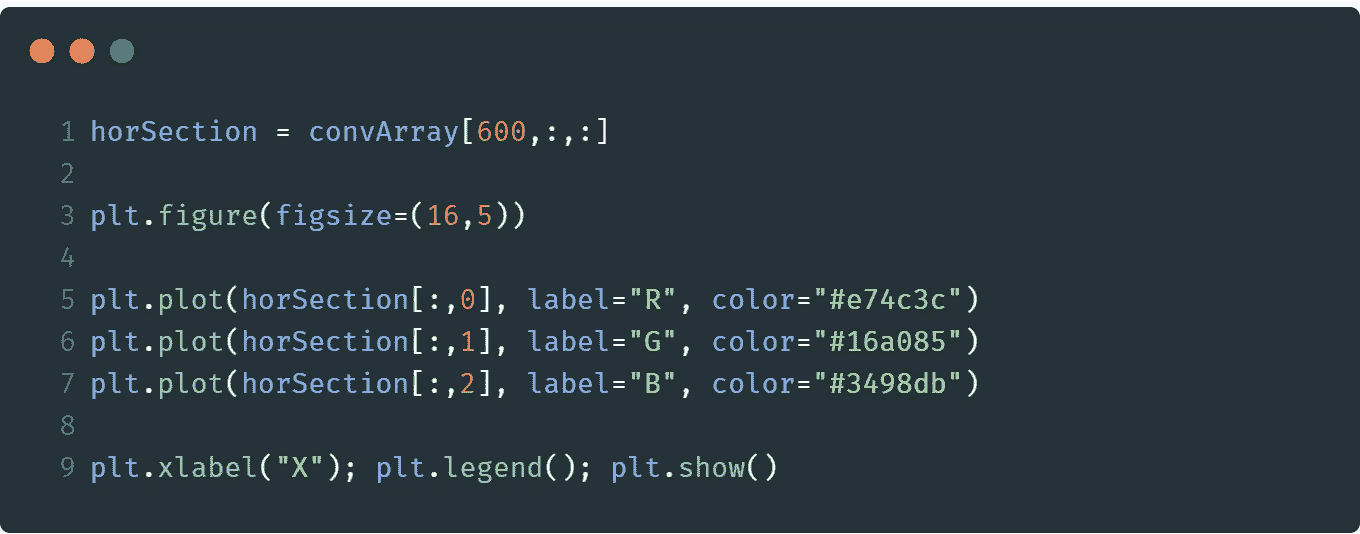 1 horSection = convArray[600,:,:]
2
3 plt.figure(figsize=(16,5))
4
5 plt.plot(horSection[:,0], label="R", color="#e74c3c")
6 plt.plot(horSection[:,1], label="G", color="#16a085")
7 plt.plot(horSection[:,2], label="B", color="#3498db")
8
9 plt.xlabel("X"); plt.legend(); plt.show()